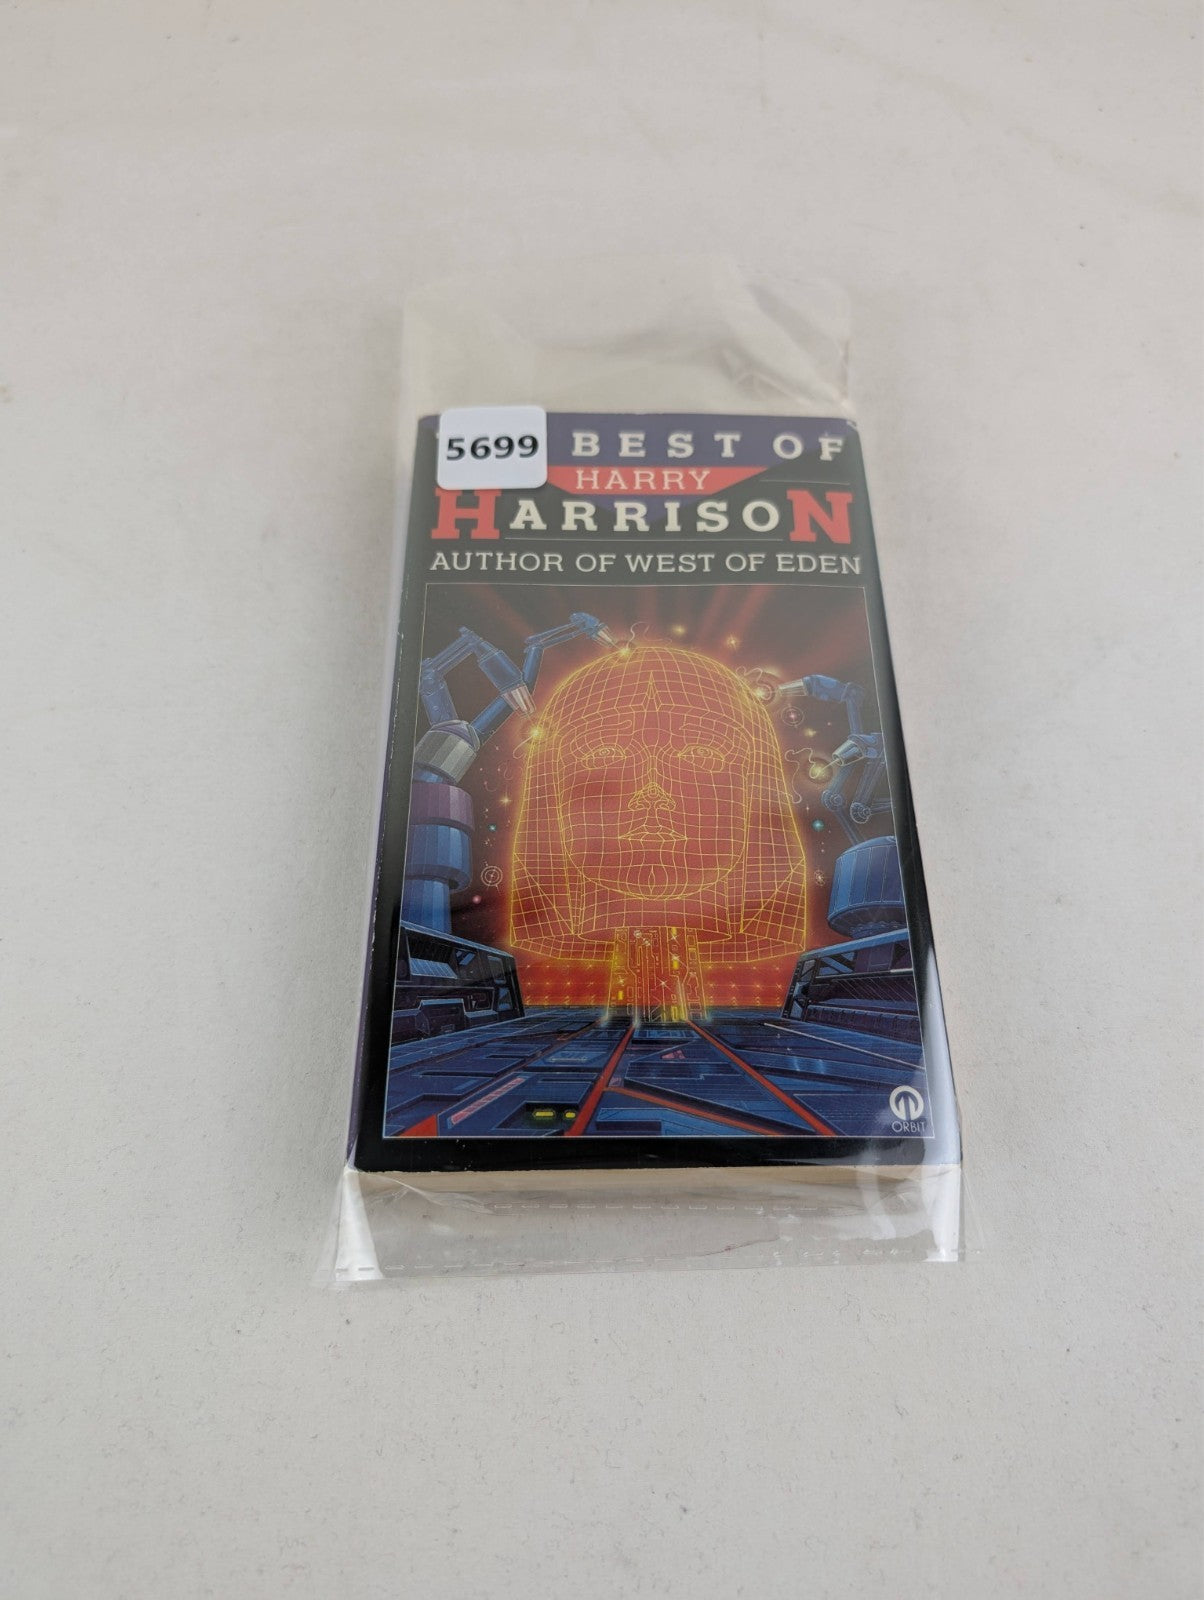 5699
BEST OF
HARRY
HARRISON
AUTHOR OF WEST OF EDEN
ORBIT